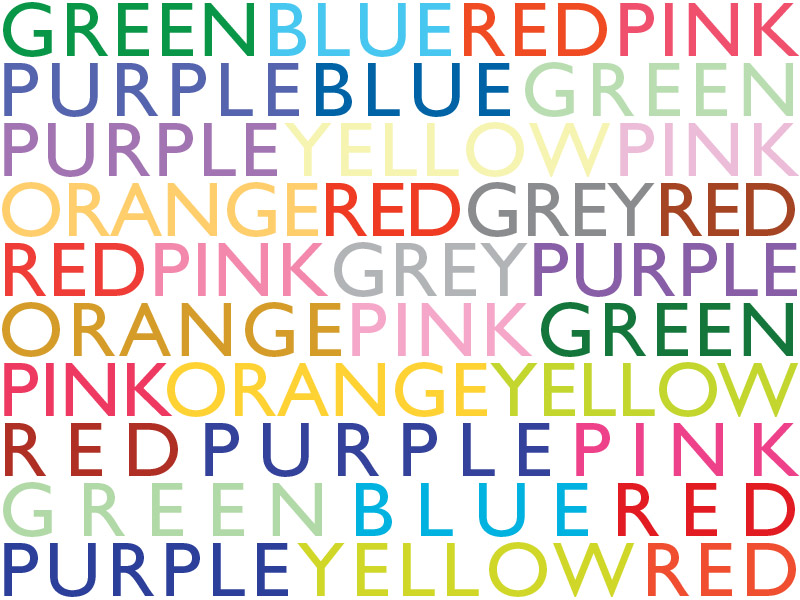 GREENBLUEREDPINK
PURPLEBLUEGREEN
PURPLEYELLOWPINK
ORANGEREDGREYRED
REDPINKGREYPURPLE
ORANGEPINKGREEN
PINKORANGEYELLOW
REDPURPLEPINK
GREENBLUERED
PURPLEYELLOWRED